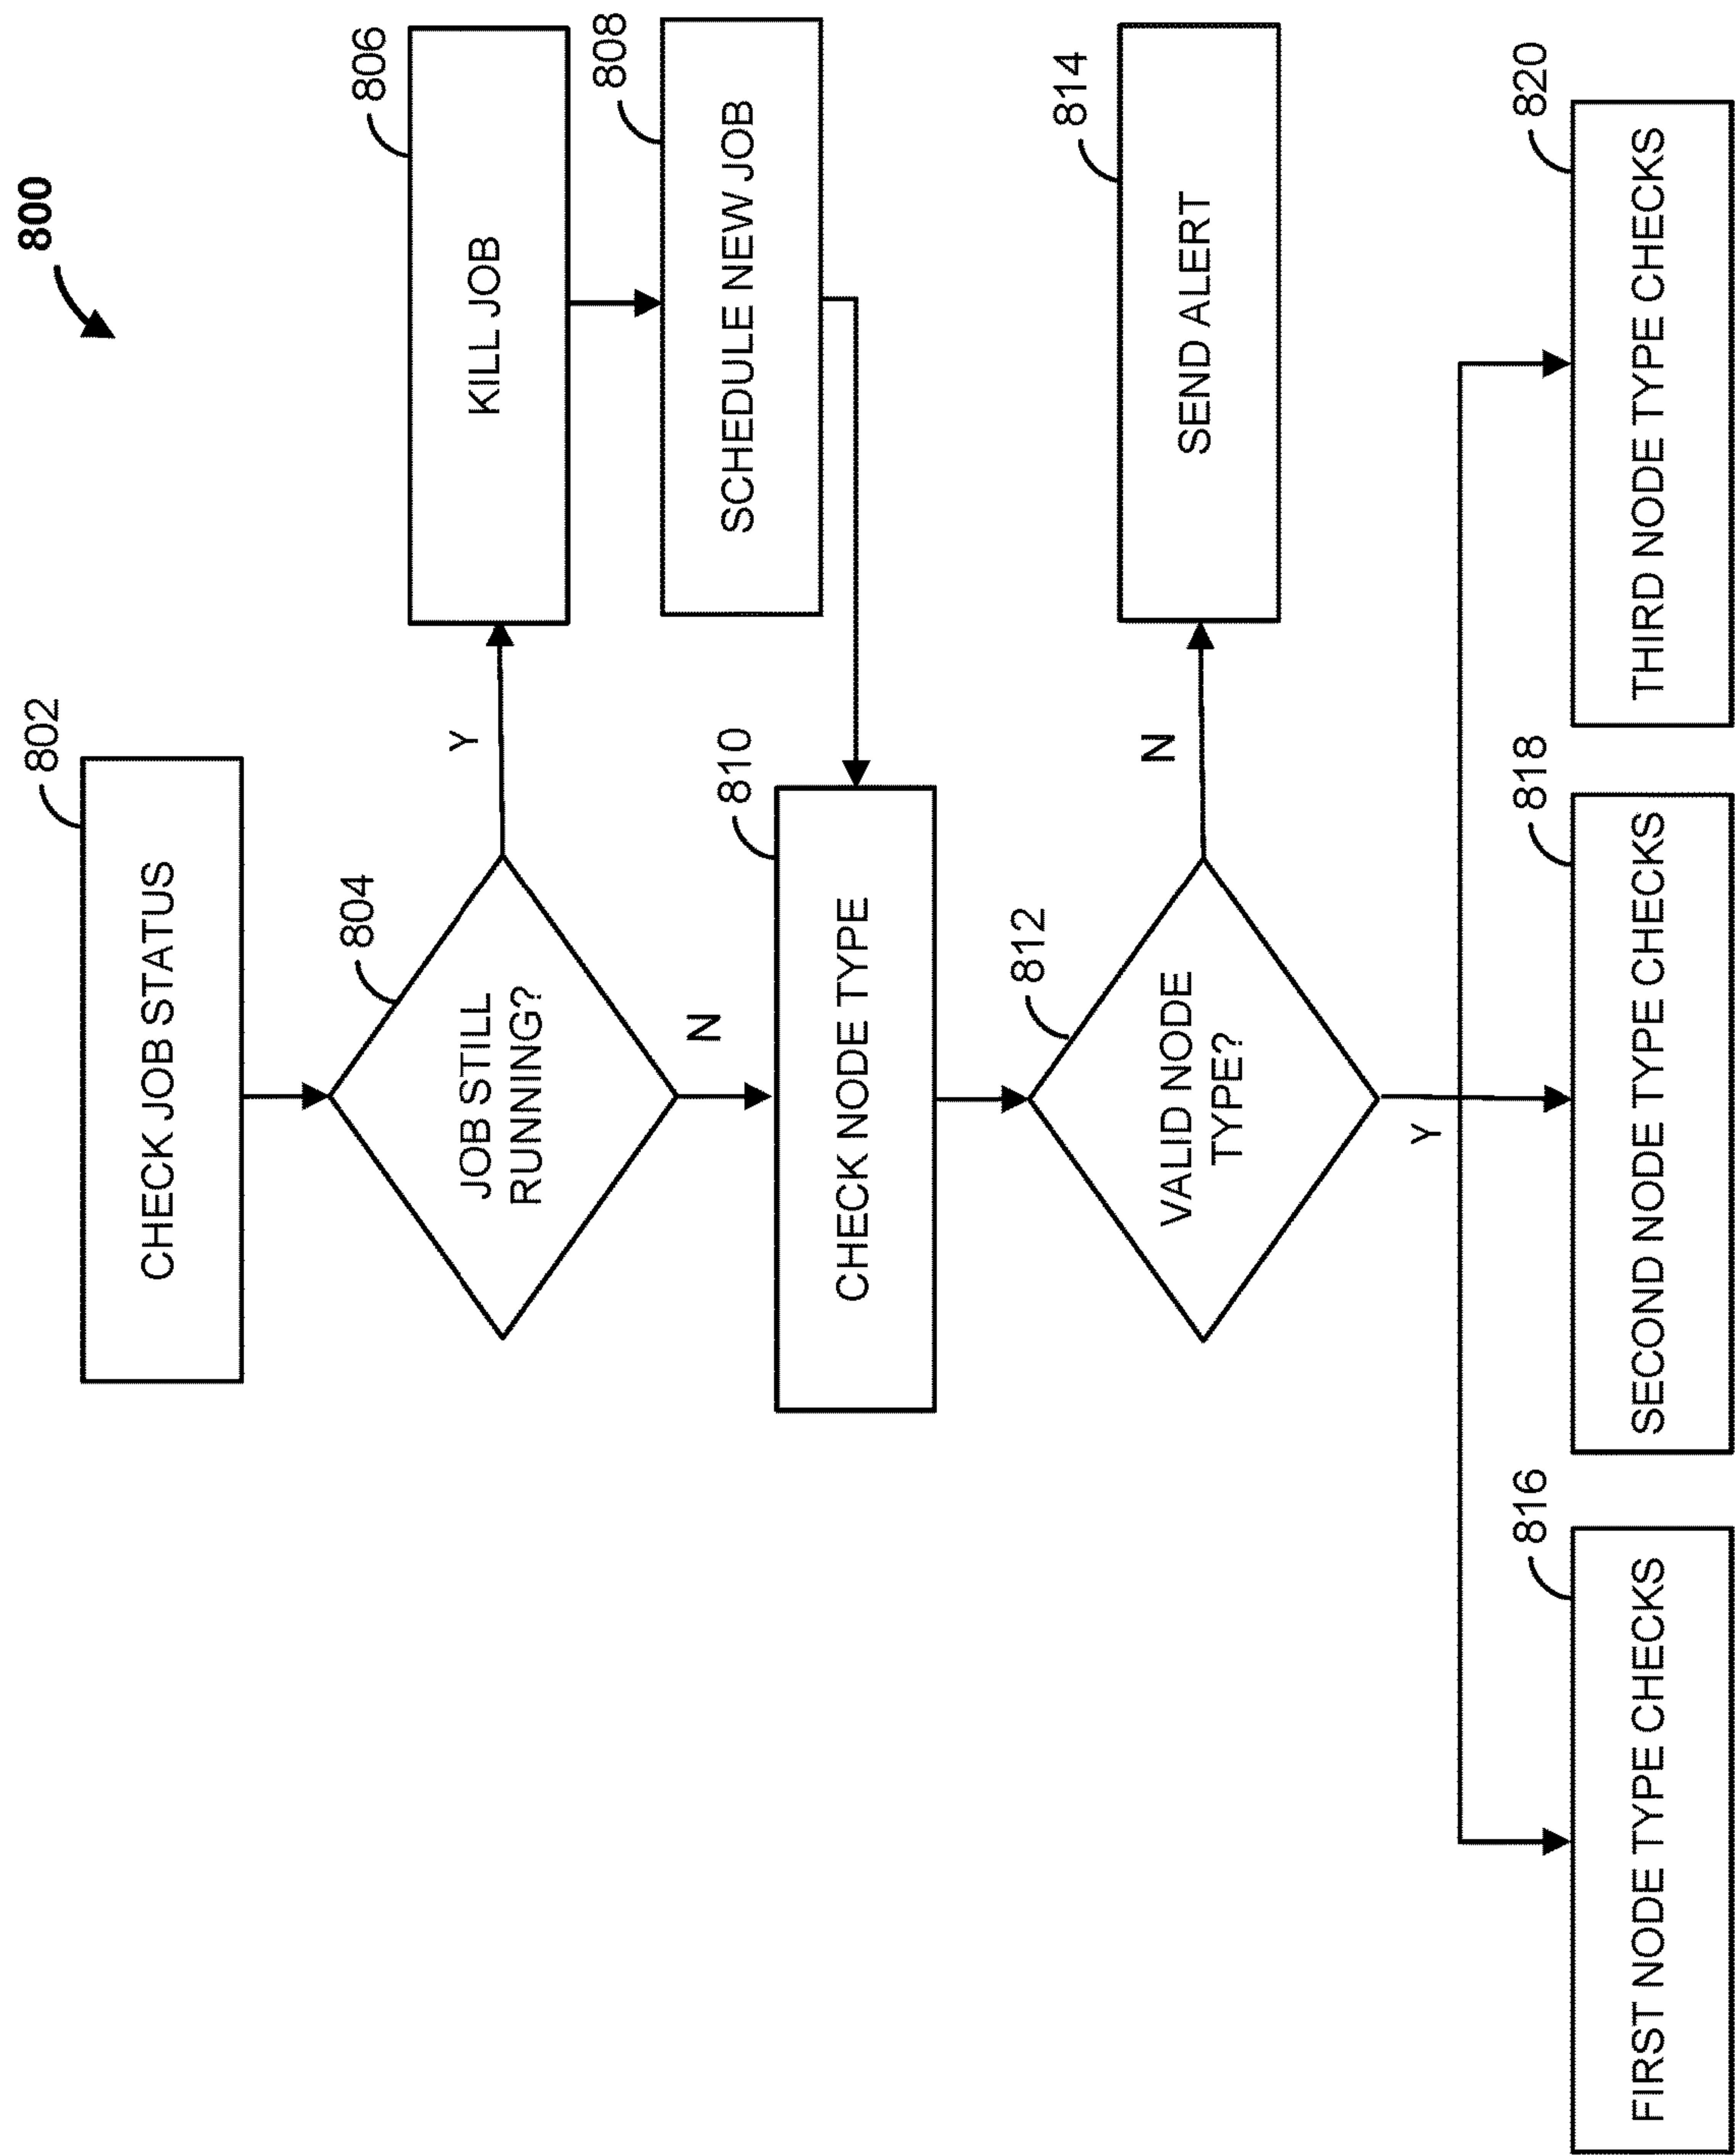 800
802
CHECK JOB STATUS
804
JOB STILL
RUNNING?
Y
806
KILL JOB
N
808
SCHEDULE NEW JOB
810
CHECK NODE TYPE
812
VALID NODE
TYPE?
N
814
SEND ALERT
Y
816
FIRST NODE TYPE CHECKS
818
SECOND NODE TYPE CHECKS
820
THIRD NODE TYPE CHECKS